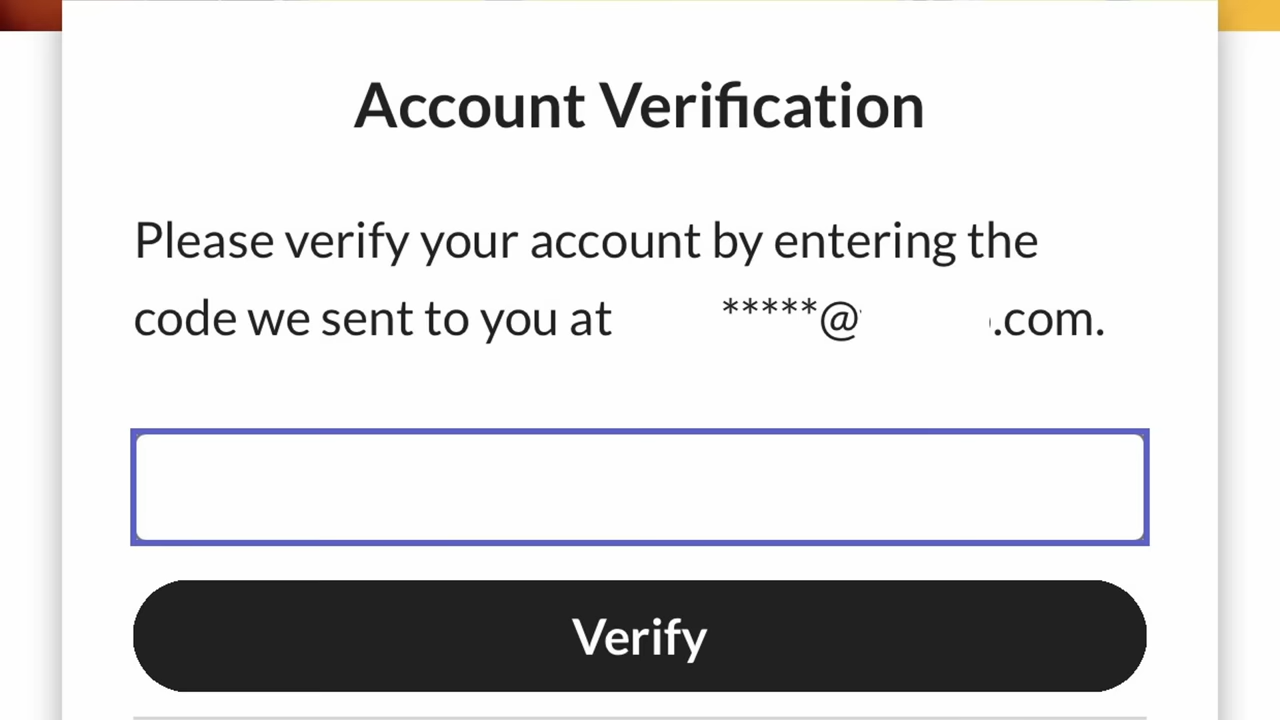 Account Verification
Please verify your account by entering the
code we sent to you at *****@ .com.
Verify